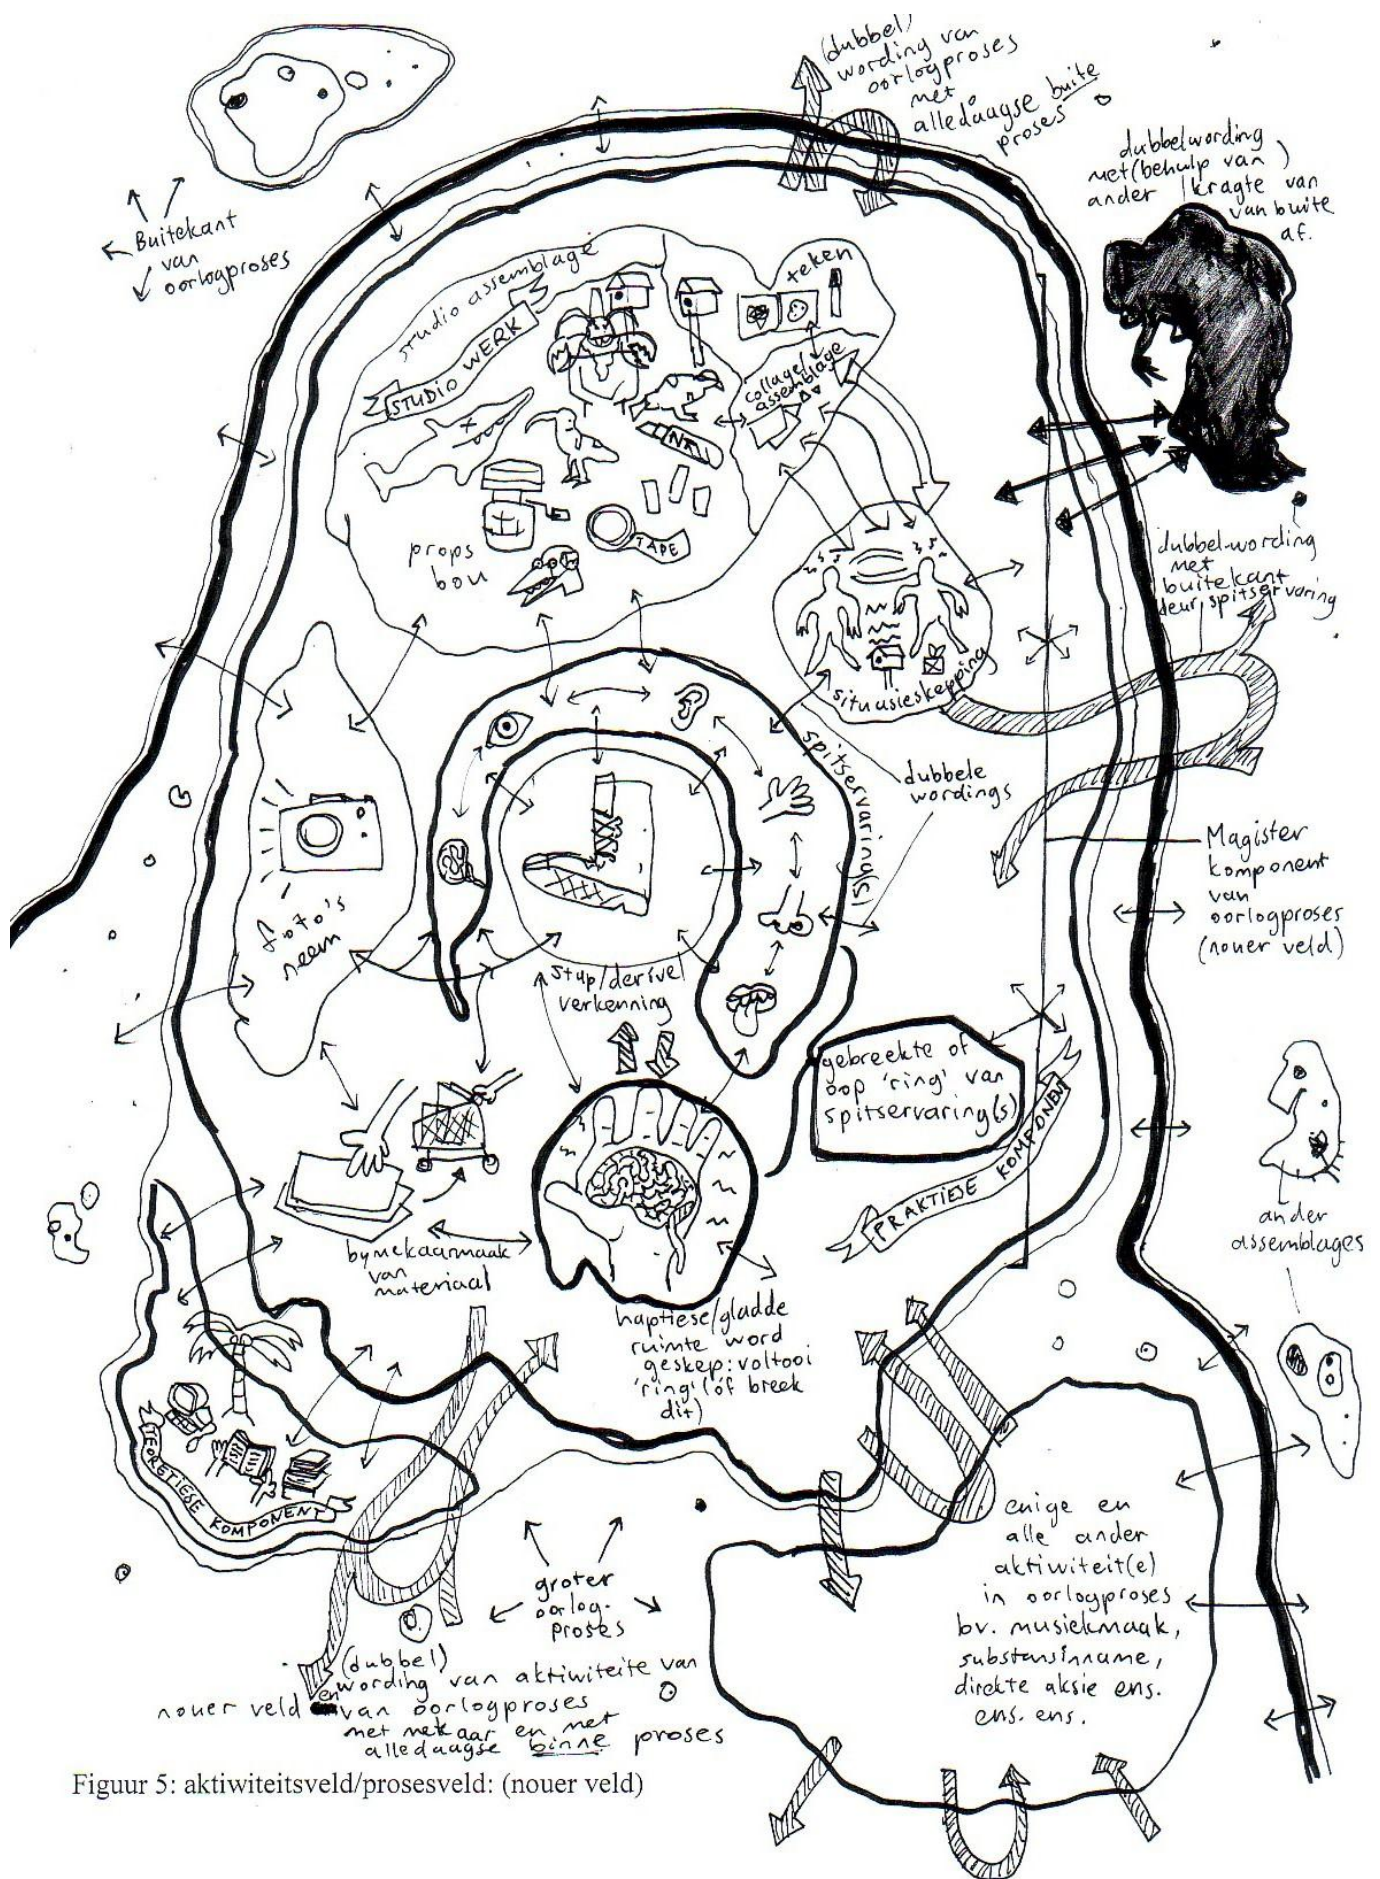 (dubbel)
wording van
oorlogproses
met
alledaagse buite
proses
dubbelwording
met (behulp van)
ander kragte van
van buite
af.
Buitekant
van
oorlogproses
studio assemblage
STUDIO WERK
teken
collage/
assemblage
props
bou
TAPE
situasieskepping
dubbel-wording
met
buitekant
deur spitservaring
spitservaring(s)
dubbele
wordings
Magister
komponent
van
oorlogproses
(nouer veld)
foto's
neem
stap/derive/
verkenning
gebreekte of
oop 'ring' van
spitservaring(s)
PRAKTIESE KOMPONENT
bymekaarmaak
van
materiaal
haptiese/gladde
ruimte word
geskep: voltooi
'ring' (óf breek
dit)
ander
assemblages
TEORETIESE KOMPONENT
groter
oorlog-
proses
enige en
alle ander
aktiwiteit(e)
in oorlogproses
bv. musiekmaak,
substansinname,
direkte aksie ens.
ens. ens.
(dubbel)
wording van aktiwiteite van
nouer veld en van oorlogproses
met mekaar en met
alledaagse binne proses
Figuur 5: aktiwiteitsveld/prosesveld: (nouer veld)